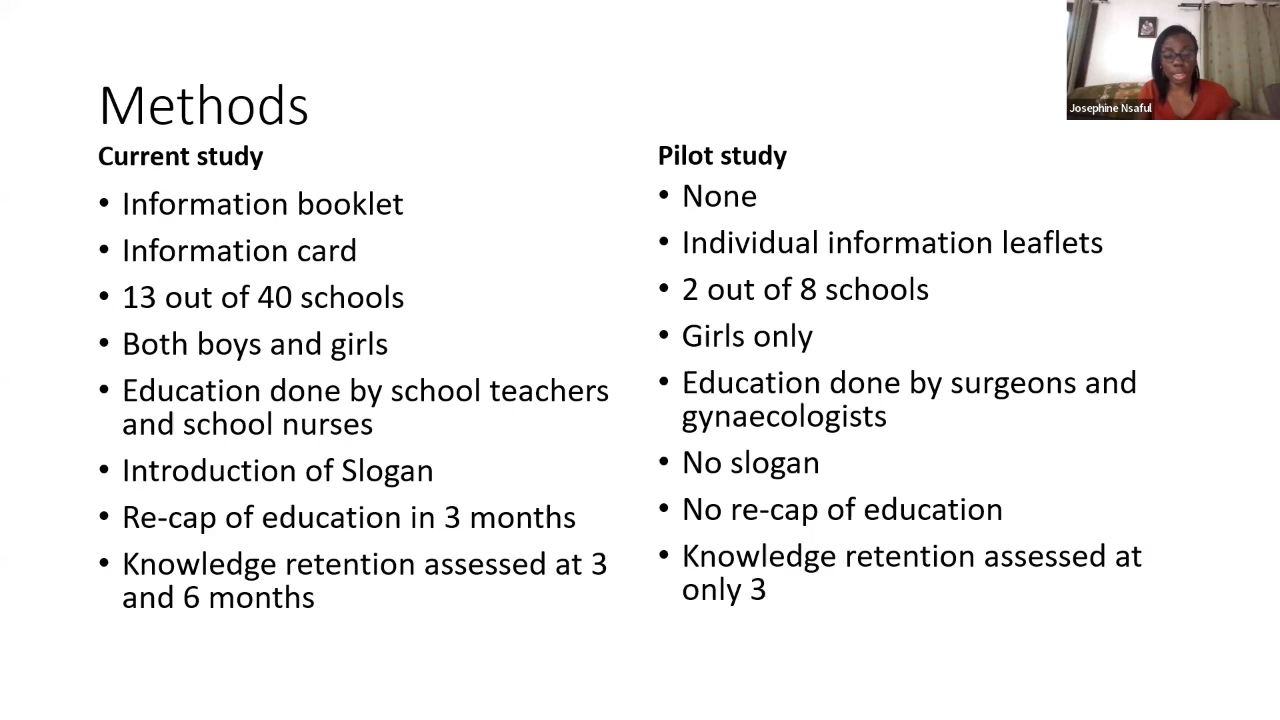 Methods
Current study
• Information booklet
• Information card
• 13 out of 40 schools
• Both boys and girls
• Education done by school teachers
and school nurses
• Introduction of Slogan
• Re-cap of education in 3 months
• Knowledge retention assessed at 3
and 6 months
Pilot study
• None
• Individual information leaflets
• 2 out of 8 schools
• Girls only
• Education done by surgeons and
gynaecologists
• No slogan
• No re-cap of education
• Knowledge retention assessed at
only 3
Josephine Nsaful